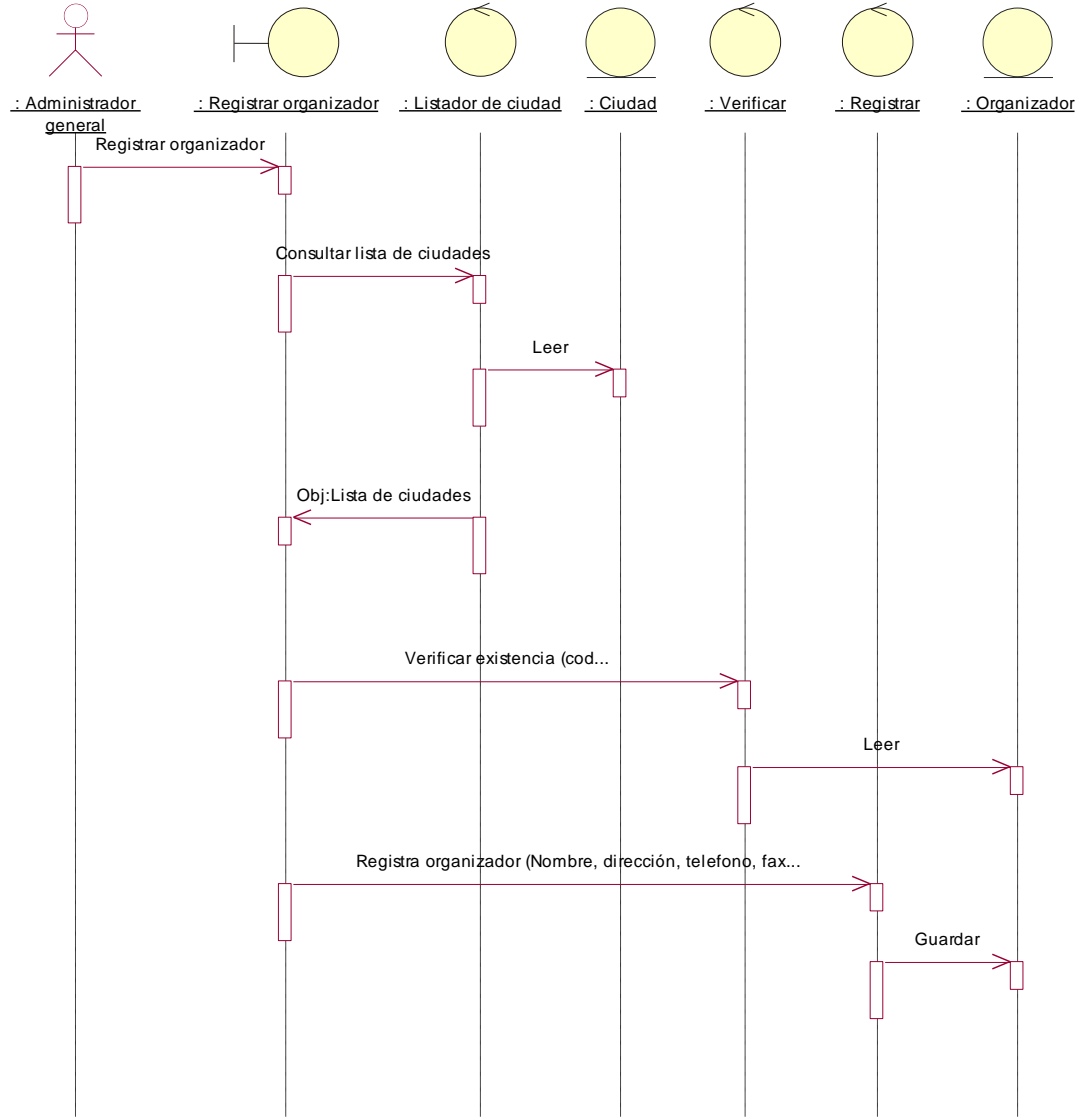 : Administrador
general
: Registrar organizador
: Listador de ciudad
: Ciudad
: Verificar
: Registrar
: Organizador
Registrar organizador
Consultar lista de ciudades
Leer
Obj:Lista de ciudades
Verificar existencia (cod...
Leer
Registra organizador (Nombre, dirección, telefono, fax...
Guardar